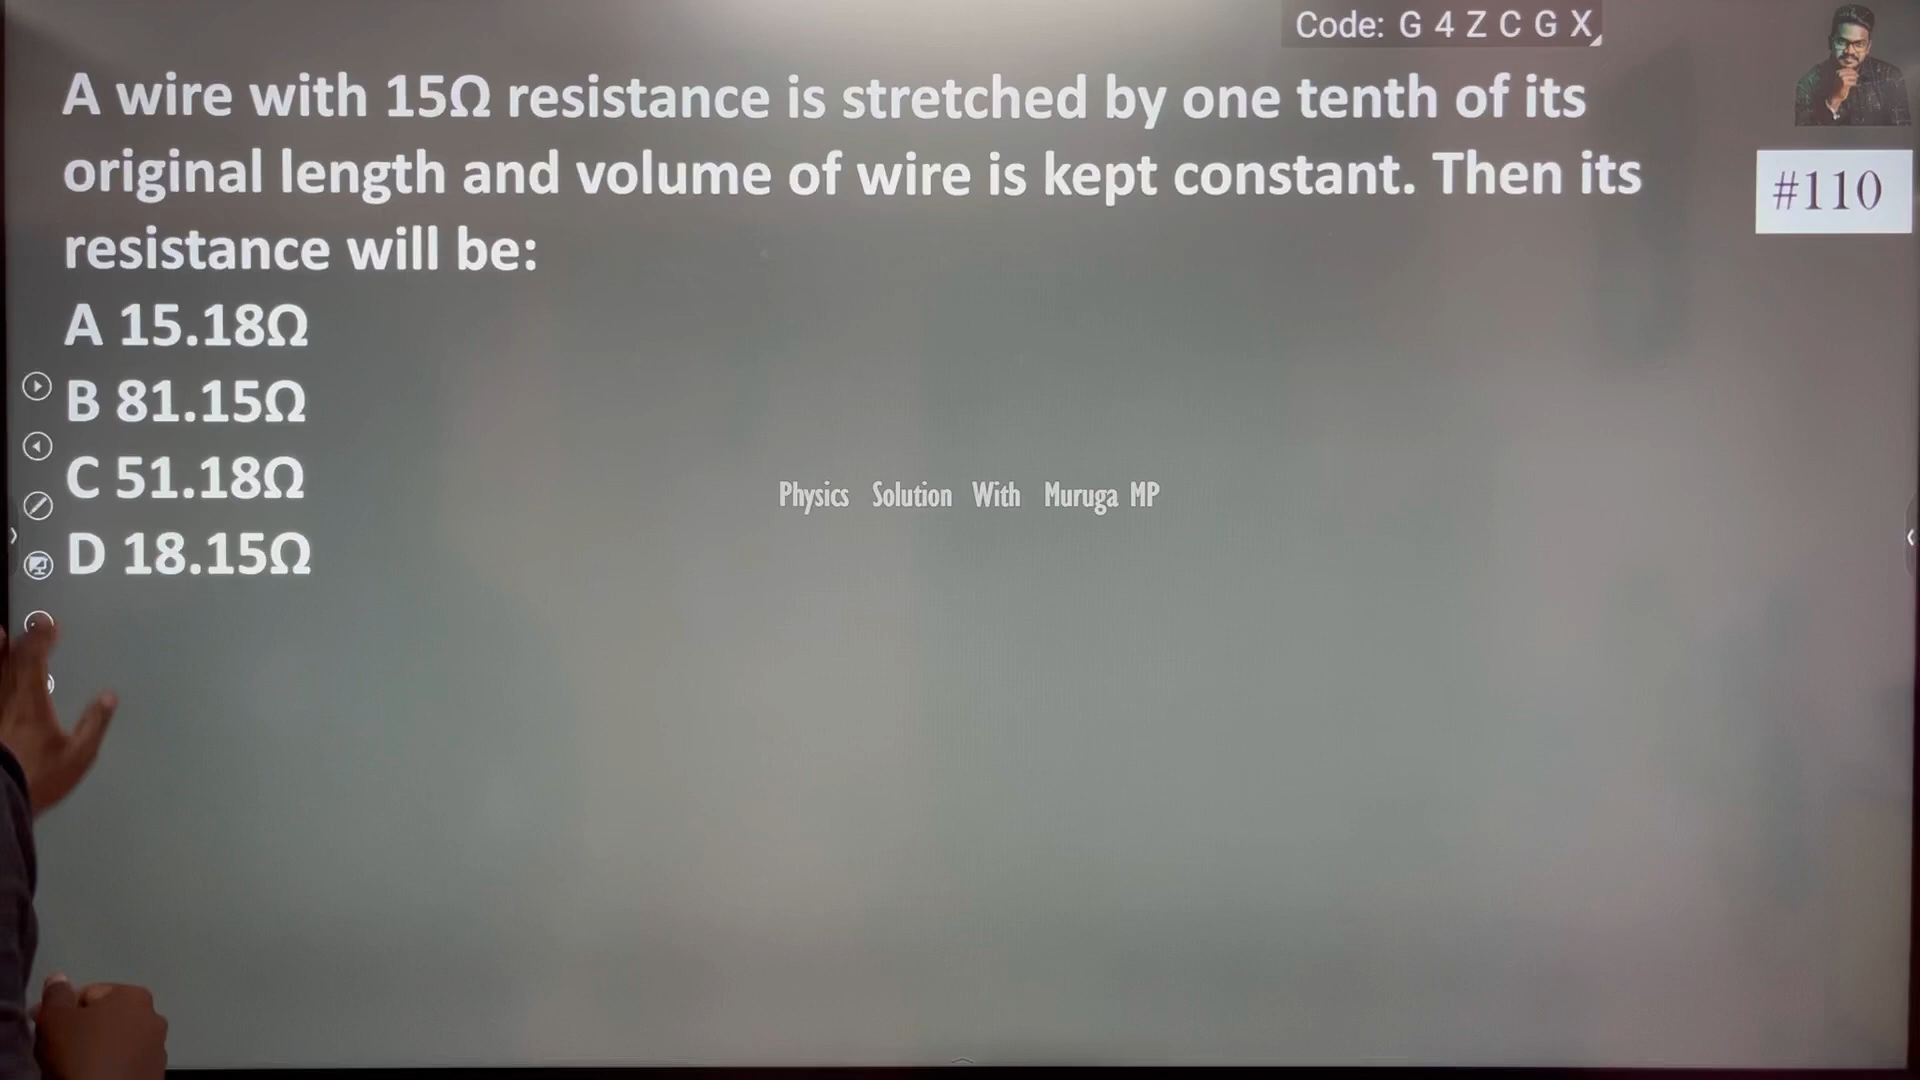 Code: G 4 Z C G X
A wire with 15Ω resistance is stretched by one tenth of its
original length and volume of wire is kept constant. Then its
resistance will be:
#110
A 15.18Ω
B 81.15Ω
C 51.18Ω
D 18.15Ω
Physics Solution With Muruga MP